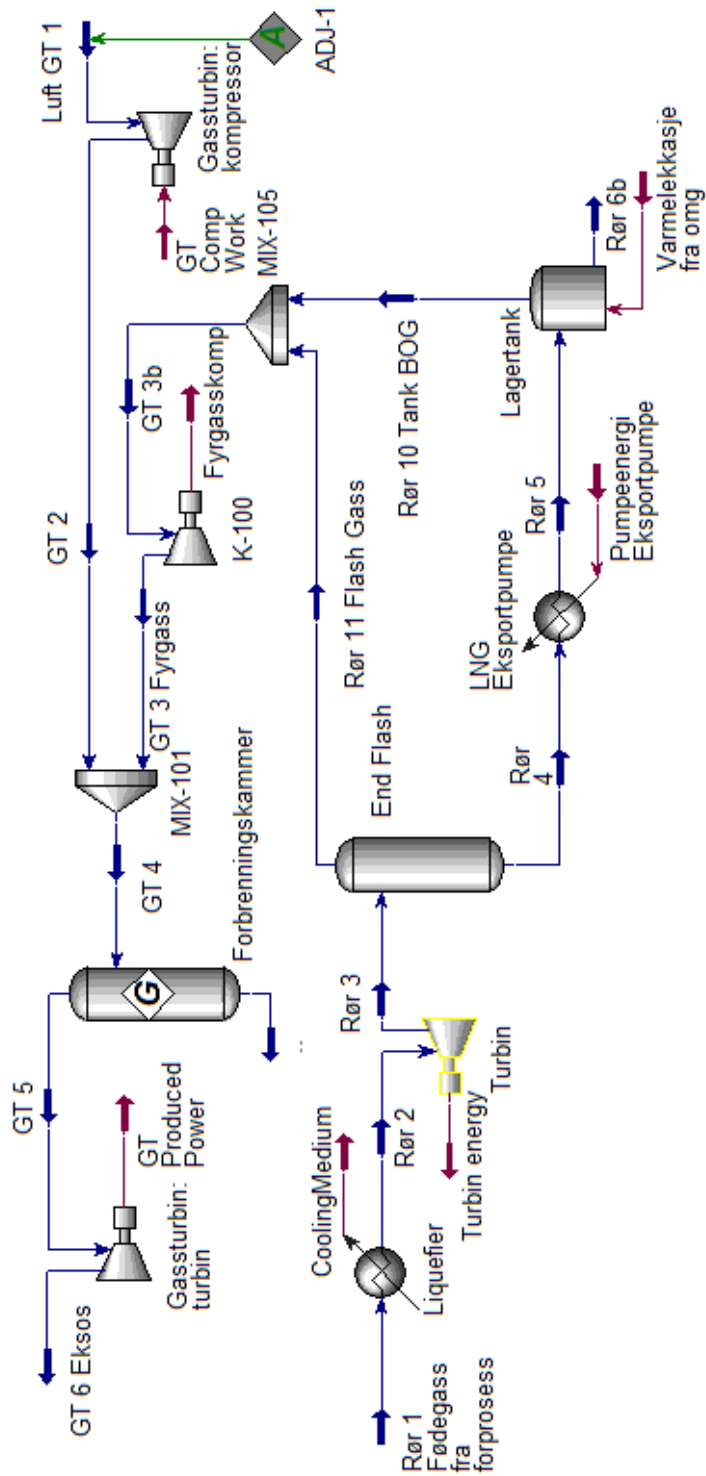 GT 6 Eksos
Gassturbin:
turbin
GT
Produced
Power
GT 5
G
Forbrenningskammer
..
GT 4
MIX-101
GT 3 Fyrgass
GT 2
K-100
Fyrgasskomp
GT 3b
MIX-105
GT
Comp
Work
Gassturbin:
kompressor
Luft GT 1
A
ADJ-1
Rør 1
Fødegass
fra
forprosess
Liquefier
CoolingMedium
Rør 2
Turbin energy
Turbin
Rør 3
End Flash
Rør 11 Flash Gass
Rør
4
LNG
Eksportpumpe
Pumpeenergi
Eksportpumpe
Rør 5
Rør 10 Tank BOG
Lagertank
Rør 6b
Varmelekkasje
fra omg